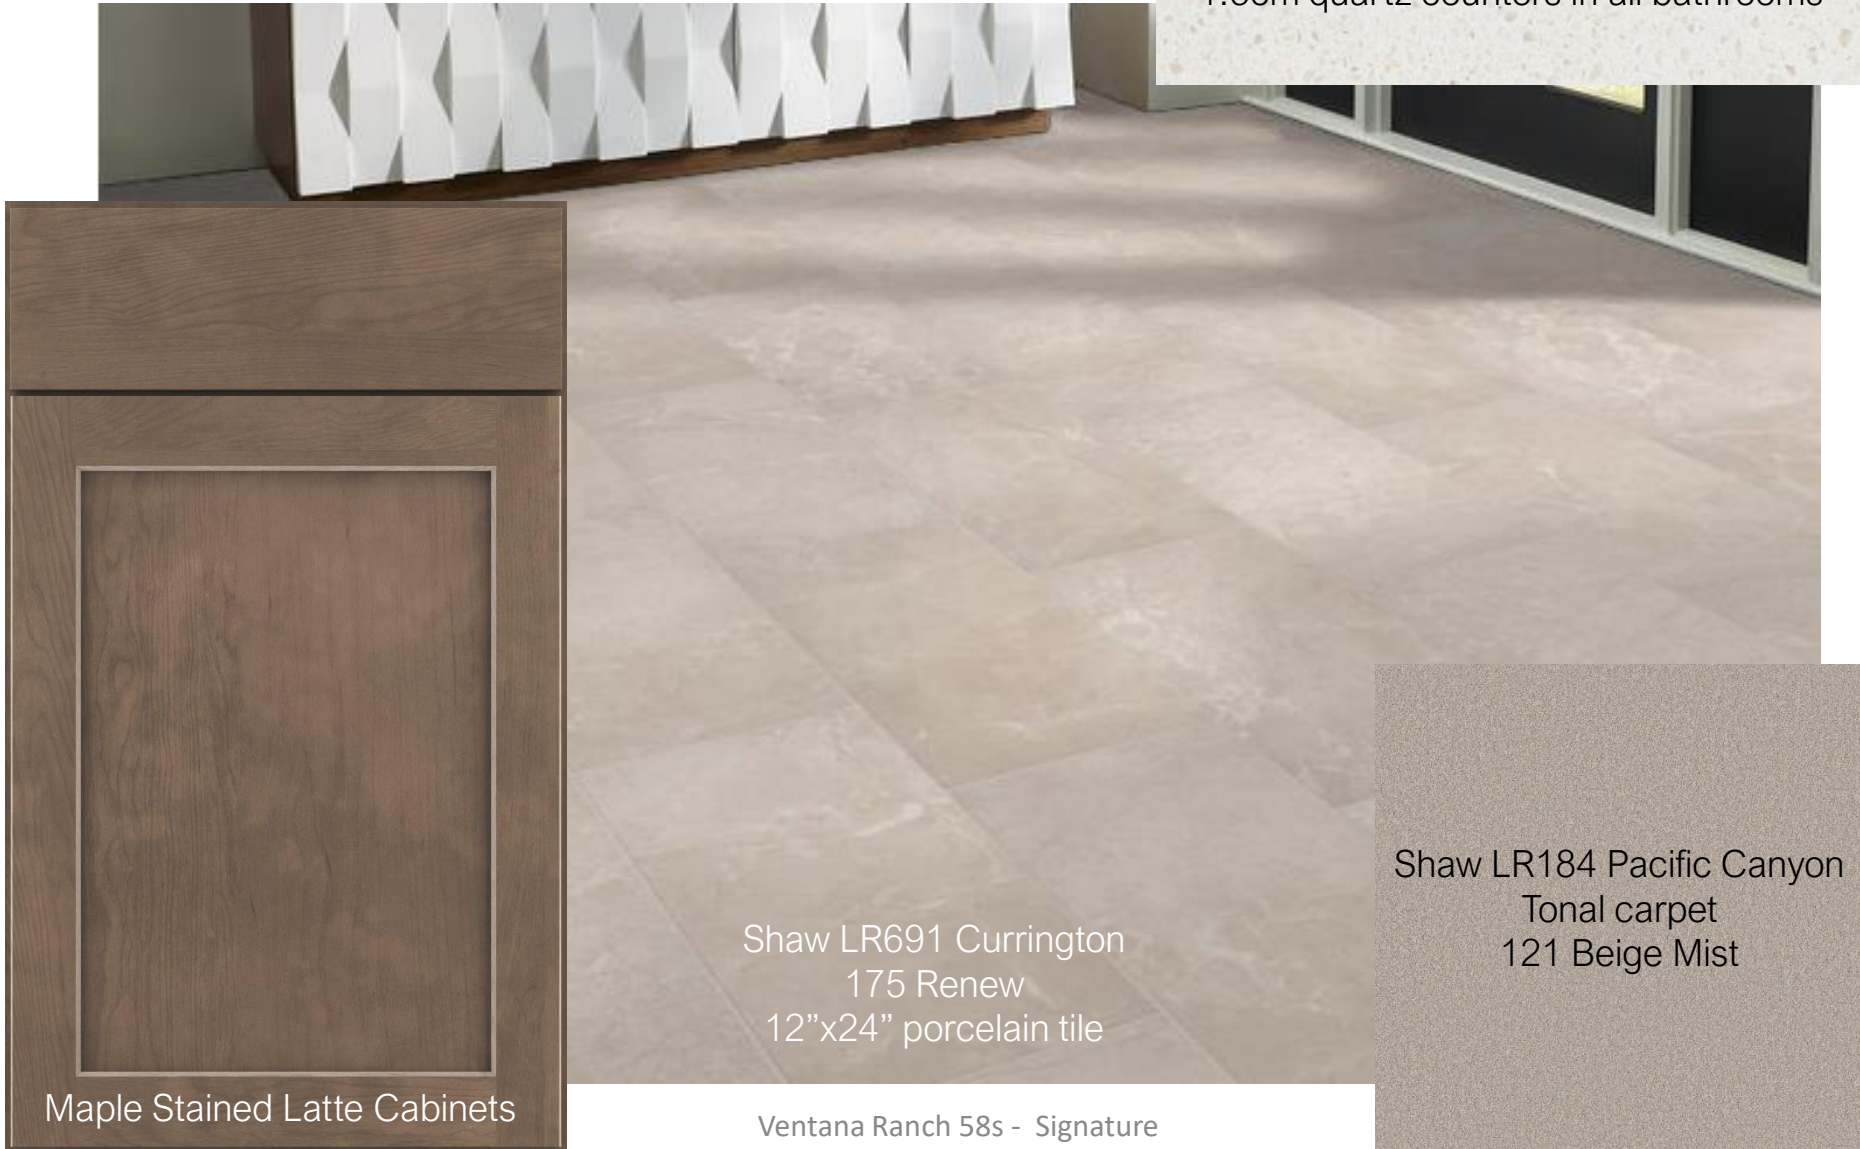 quartz counters in all bathrooms
Shaw LR184 Pacific Canyon
Tonal carpet
121 Beige Mist
Shaw LR691 Currington
175 Renew
12”x24” porcelain tile
Maple Stained Latte Cabinets
Ventana Ranch 58s - Signature